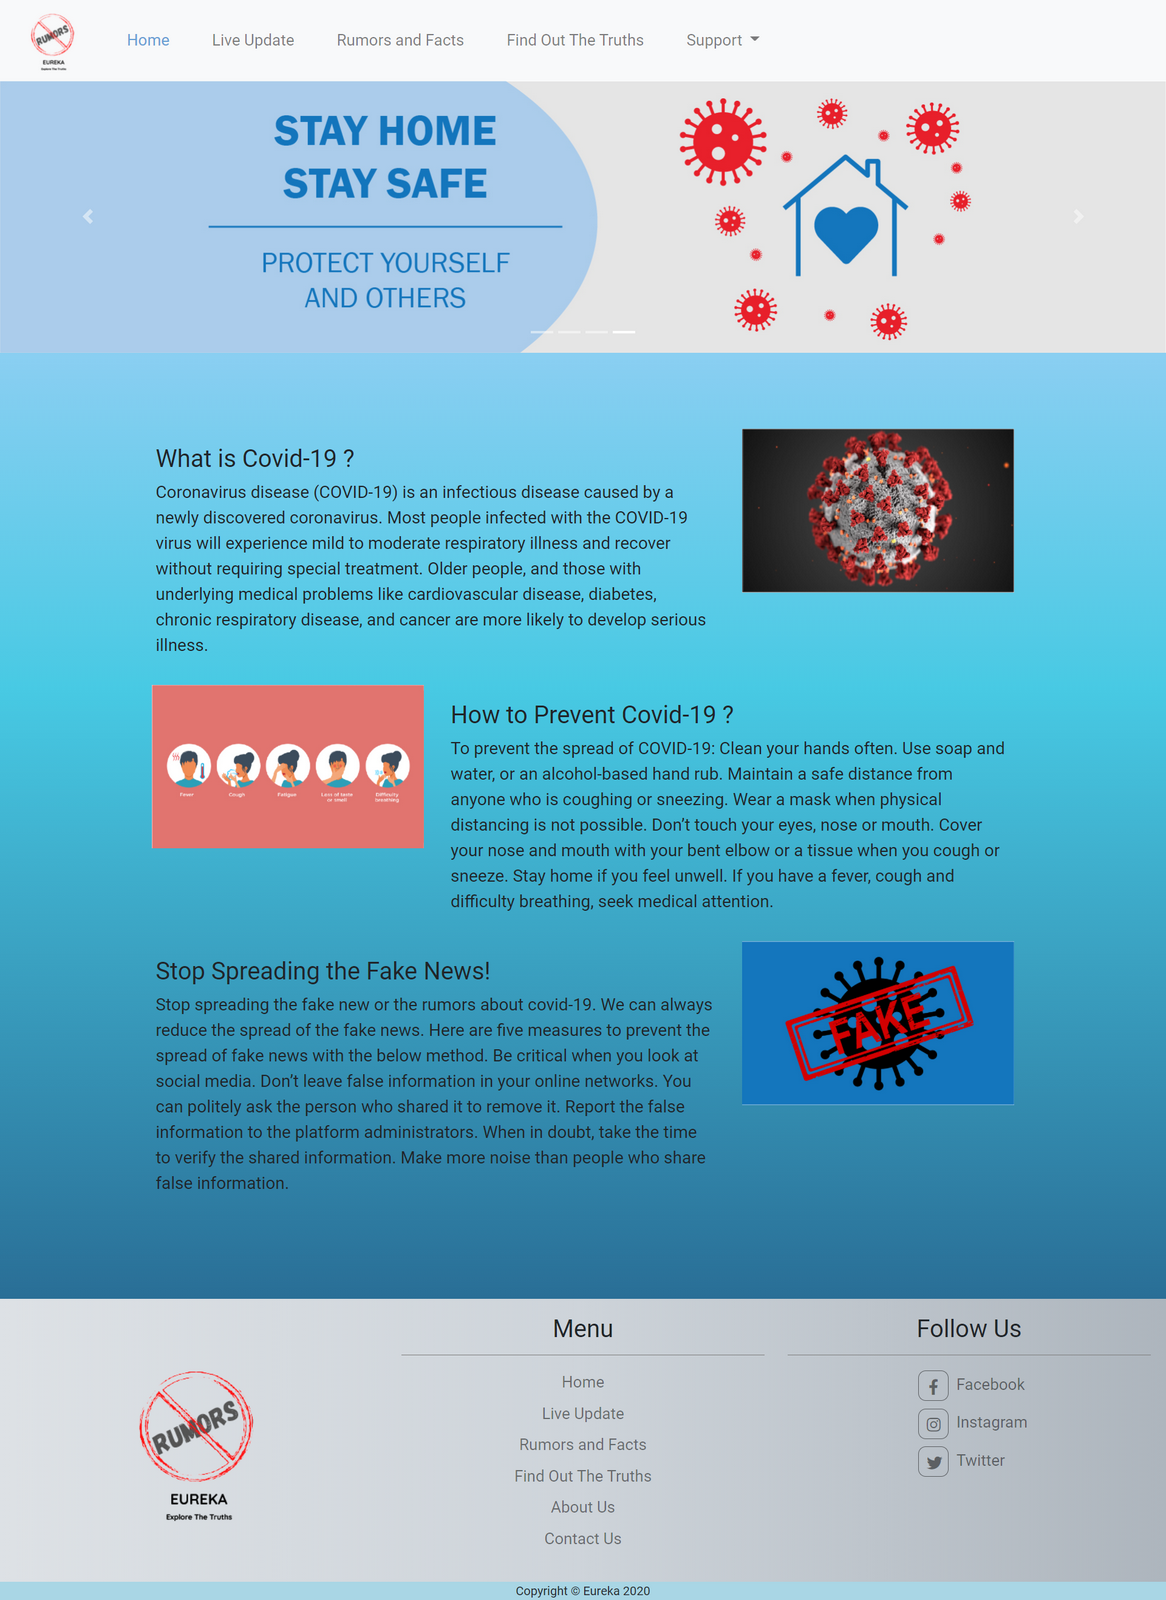 RUMORS
EUREKA
Explore The Truths
Home
Live Update
Rumors and Facts
Find Out The Truths
Support
STAY HOME
STAY SAFE
PROTECT YOURSELF
AND OTHERS
What is Covid-19 ?
Coronavirus disease (COVID-19) is an infectious disease caused by a
newly discovered coronavirus. Most people infected with the COVID-19
virus will experience mild to moderate respiratory illness and recover
without requiring special treatment. Older people, and those with
underlying medical problems like cardiovascular disease, diabetes,
chronic respiratory disease, and cancer are more likely to develop serious
illness.
Fever
Cough
Fatigue
Loss of taste
or smell
Difficulty
breathing
How to Prevent Covid-19 ?
To prevent the spread of COVID-19: Clean your hands often. Use soap and
water, or an alcohol-based hand rub. Maintain a safe distance from
anyone who is coughing or sneezing. Wear a mask when physical
distancing is not possible. Don’t touch your eyes, nose or mouth. Cover
your nose and mouth with your bent elbow or a tissue when you cough or
sneeze. Stay home if you feel unwell. If you have a fever, cough and
difficulty breathing, seek medical attention.
Stop Spreading the Fake News!
Stop spreading the fake new or the rumors about covid-19. We can always
reduce the spread of the fake news. Here are five measures to prevent the
spread of fake news with the below method. Be critical when you look at
social media. Don’t leave false information in your online networks. You
can politely ask the person who shared it to remove it. Report the false
information to the platform administrators. When in doubt, take the time
to verify the shared information. Make more noise than people who share
false information.
FAKE
RUMORS
EUREKA
Explore The Truths
Menu
Home
Live Update
Rumors and Facts
Find Out The Truths
About Us
Contact Us
Follow Us
Facebook
Instagram
Twitter
Copyright © Eureka 2020